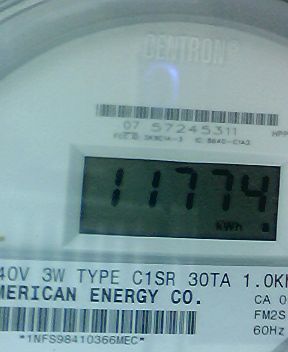 CENTRON®
07 57245311
11774
kWh
40V 3W TYPE C1SR 30TA 1.0K
MERICAN ENERGY CO.
CA 0
FM2S
60Hz
*1NFS98410366MEC*